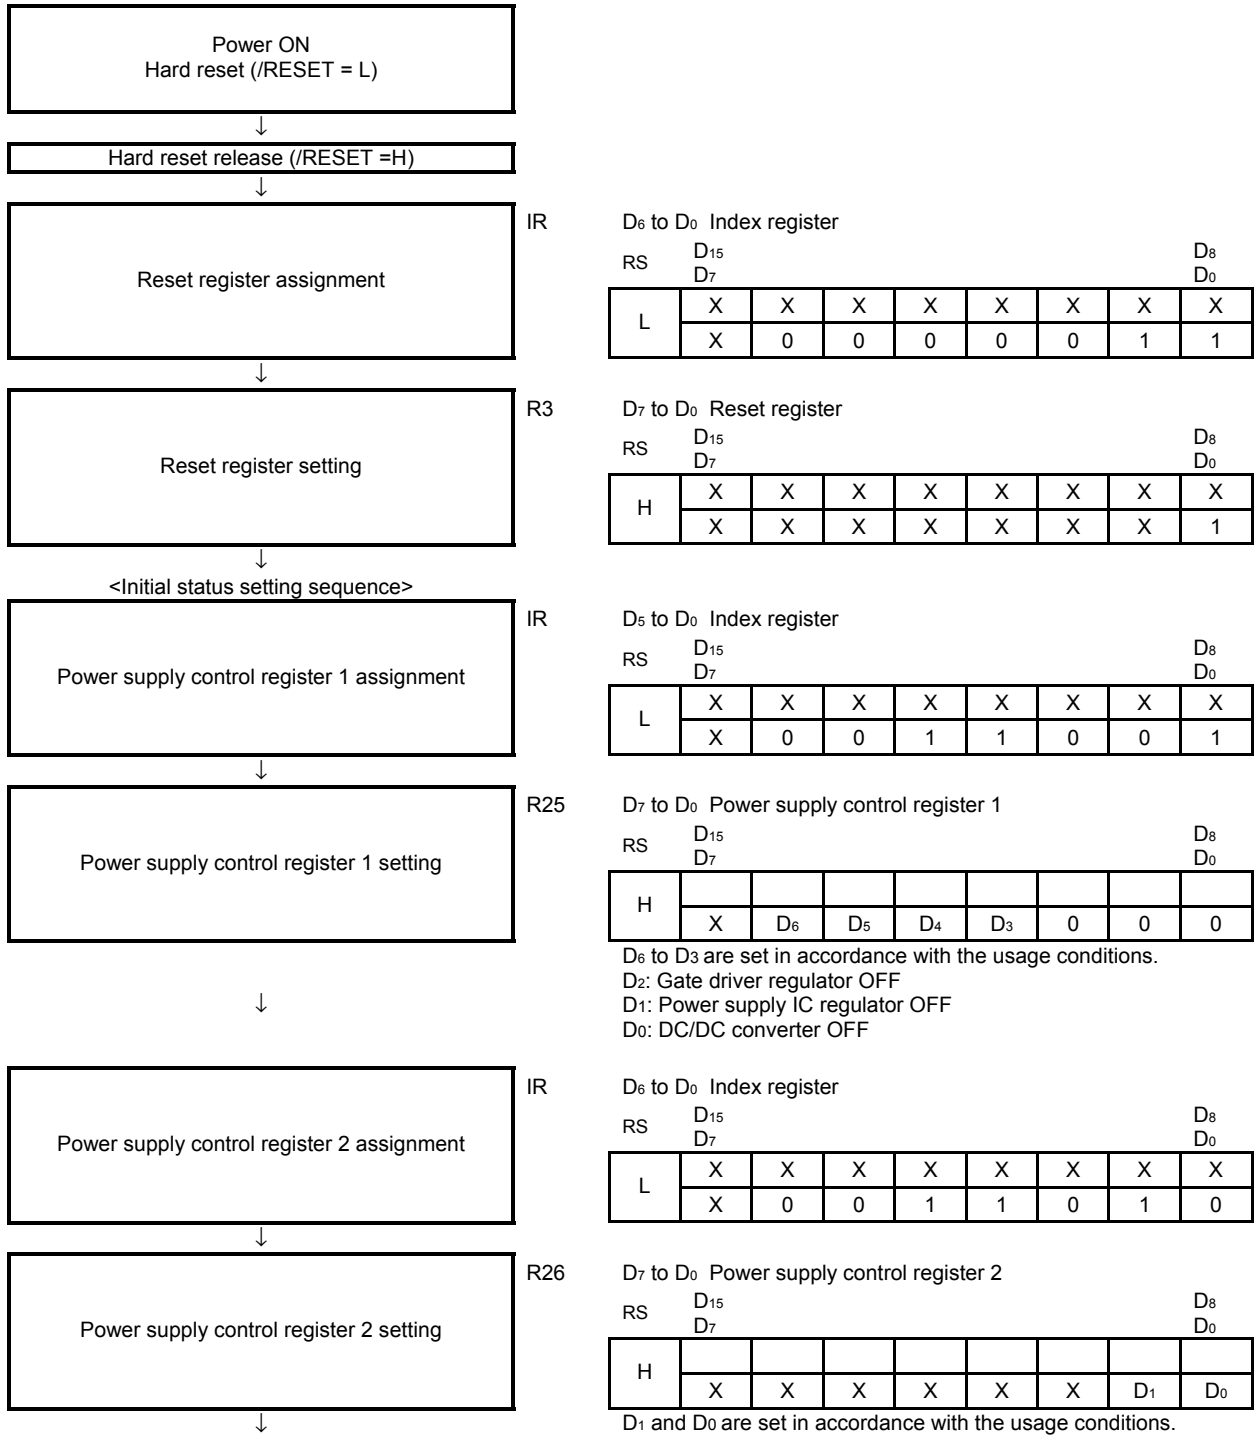 Power ON
Hard reset (/RESET = L)
↓
Hard reset release (/RESET =H)
↓
Reset register assignment
IR
D6 to D0 Index register
RS D15 D8
D7 D0
L X X X X X X X X
X 0 0 0 0 0 1 1
↓
Reset register setting
R3
D7 to D0 Reset register
RS D15 D8
D7 D0
H X X X X X X X X
X X X X X X X 1
↓
<Initial status setting sequence>
Power supply control register 1 assignment
IR
D5 to D0 Index register
RS D15 D8
D7 D0
L X X X X X X X X
X 0 0 1 1 0 0 1
↓
Power supply control register 1 setting
R25
D7 to D0 Power supply control register 1
RS D15 D8
D7 D0
H
X D6 D5 D4 D3 0 0 0
D6 to D3 are set in accordance with the usage conditions.
D2: Gate driver regulator OFF
D1: Power supply IC regulator OFF
D0: DC/DC converter OFF
↓
Power supply control register 2 assignment
IR
D6 to D0 Index register
RS D15 D8
D7 D0
L X X X X X X X X
X 0 0 1 1 0 1 0
↓
Power supply control register 2 setting
R26
D7 to D0 Power supply control register 2
RS D15 D8
D7 D0
H
X X X X X X D1 D0
D1 and D0 are set in accordance with the usage conditions.
↓